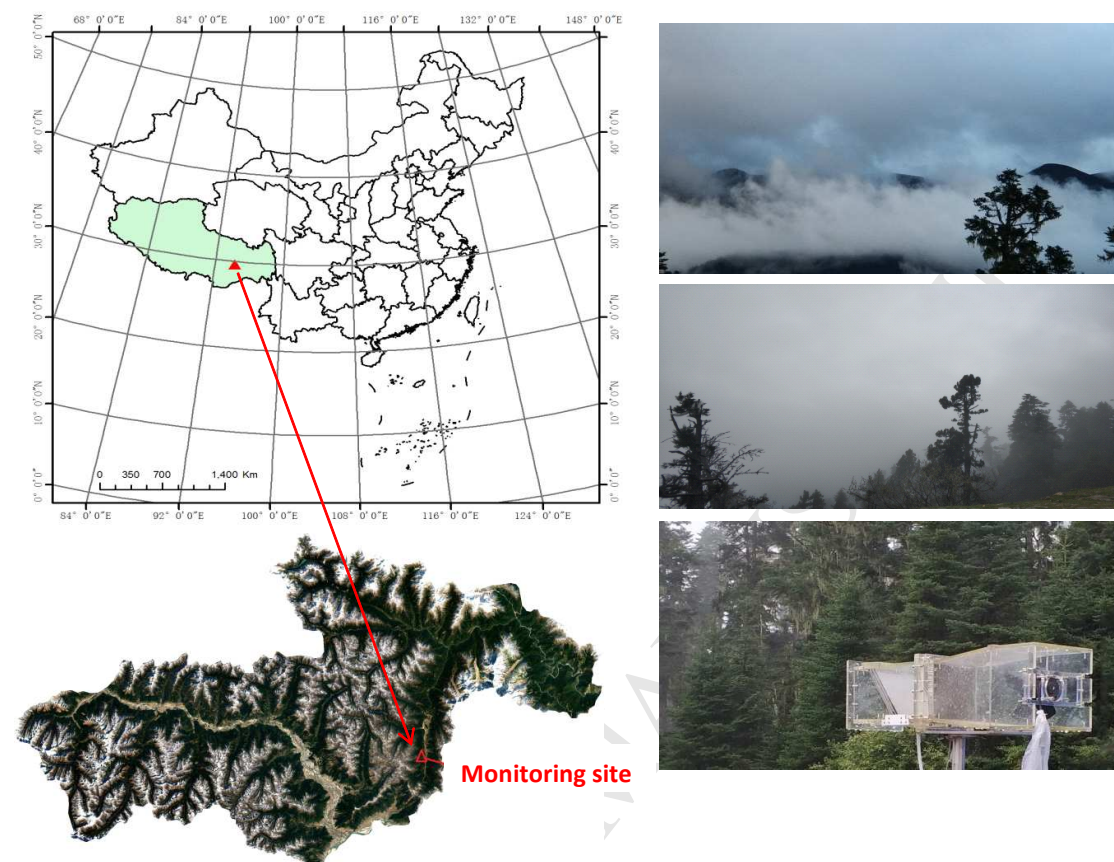 68° 0′0″E 84° 0′0″E 100° 0′0″E 116° 0′0″E 132° 0′0″E 148° 0′0″E
50° 0′0″N
40° 0′0″N
30° 0′0″N
20° 0′0″N
10° 0′0″N
0° 0′0″
50° 0′0″N
40° 0′0″N
30° 0′0″N
20° 0′0″N
10° 0′0″N
0° 0′0″
0 350 700 1,400 Km
84° 0′0″E 92° 0′0″E 100° 0′0″E 108° 0′0″E 116° 0′0″E 124° 0′0″E
Monitoring site